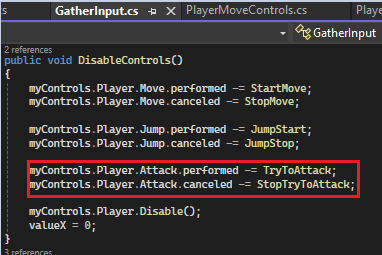 GatherInput.cs
PlayerMoveControls.cs
GatherInput
2 references
public void DisableControls()
{
myControls.Player.Move.performed -= StartMove;
myControls.Player.Move.canceled -= StopMove;
myControls.Player.Jump.performed -= JumpStart;
myControls.Player.Jump.canceled -= JumpStop;
myControls.Player.Attack.performed -= TryToAttack;
myControls.Player.Attack.canceled -= StopTryToAttack;
myControls.Player.Disable();
valueX = 0;
}
3 references